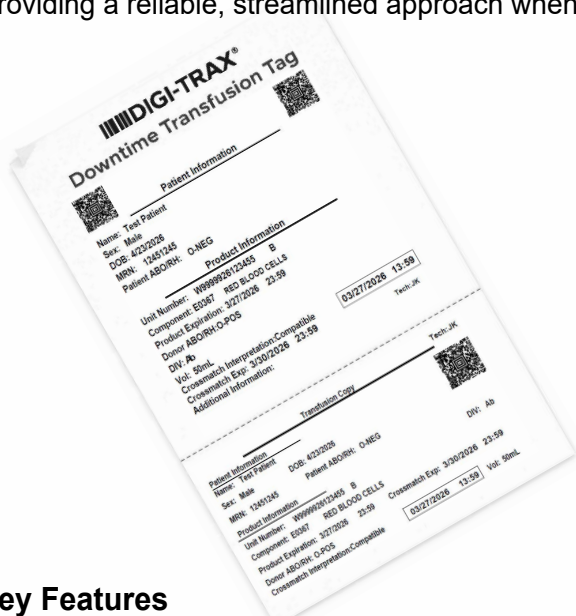 roviding a reliable, streamlined approach when
DIGI-TRAX®
Downtime Transfusion Tag
Patient Information
Name: Test Patient
Sex: Male
DOB: 4/23/2026
MRN: 12451245
Patient ABO/RH: O-NEG
Product Information
Unit Number: W9999926123455 B
Component: E0367 RED BLOOD CELLS
Product Expiration: 3/27/2026 23:59
Donor ABO/RH:O-POS
DIV: Ab
Vol: 50mL
Crossmatch Interpretation:Compatible
Crossmatch Exp: 3/30/2026 23:59
Additional Information:
03/27/2026 13:59
Tech:JK
Transfusion Copy
Tech:JK
Patient Information
Name: Test Patient
DOB: 4/23/2026
Sex: Male
Patient ABO/RH: O-NEG
MRN: 12451245
DIV: Ab
Product Information
Unit Number: W9999926123455 B
Component: E0367 RED BLOOD CELLS
Crossmatch Exp: 3/30/2026 23:59
Product Expiration: 3/27/2026 23:59
03/27/2026 13:59
Vol: 50mL
Donor ABO/RH: O-POS
Crossmatch Interpretation:Compatible
ey Features